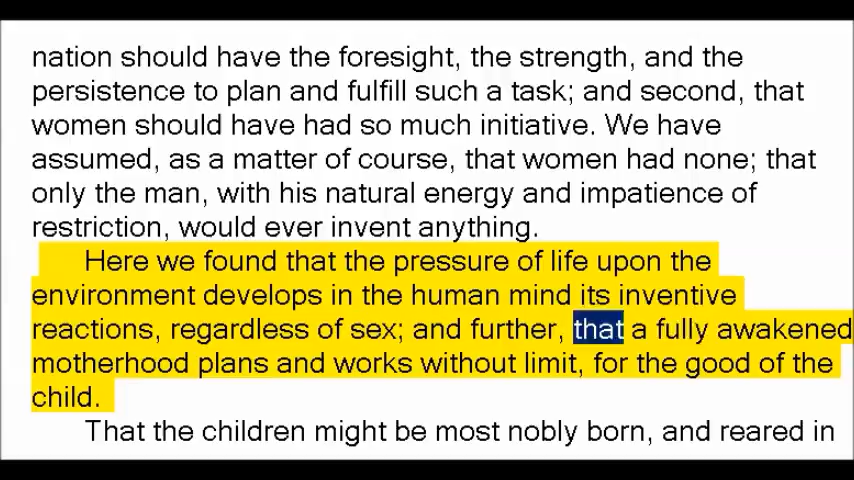 nation should have the foresight, the strength, and the
persistence to plan and fulfill such a task; and second, that
women should have had so much initiative. We have
assumed, as a matter of course, that women had none; that
only the man, with his natural energy and impatience of
restriction, would ever invent anything.
Here we found that the pressure of life upon the
environment develops in the human mind its inventive
reactions, regardless of sex; and further, that a fully awakened
motherhood plans and works without limit, for the good of the
child.
That the children might be most nobly born, and reared in